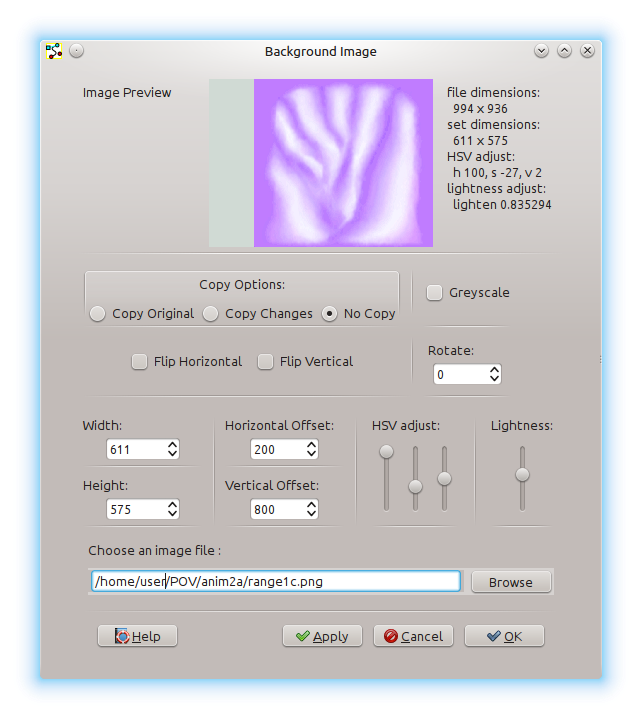 Background Image
Image Preview
file dimensions:
994 x 936
set dimensions:
611 x 575
HSV adjust:
h 100, s -27, v 2
lightness adjust:
lighten 0.835294
Copy Options:
Copy Original Copy Changes No Copy
Greyscale
Flip Horizontal Flip Vertical
Rotate:
0
Width: Horizontal Offset: HSV adjust: Lightness:
611 200
Height: Vertical Offset:
575 800
Choose an image file :
/home/user/POV/anim2a/range1c.png Browse
Help Apply Cancel OK